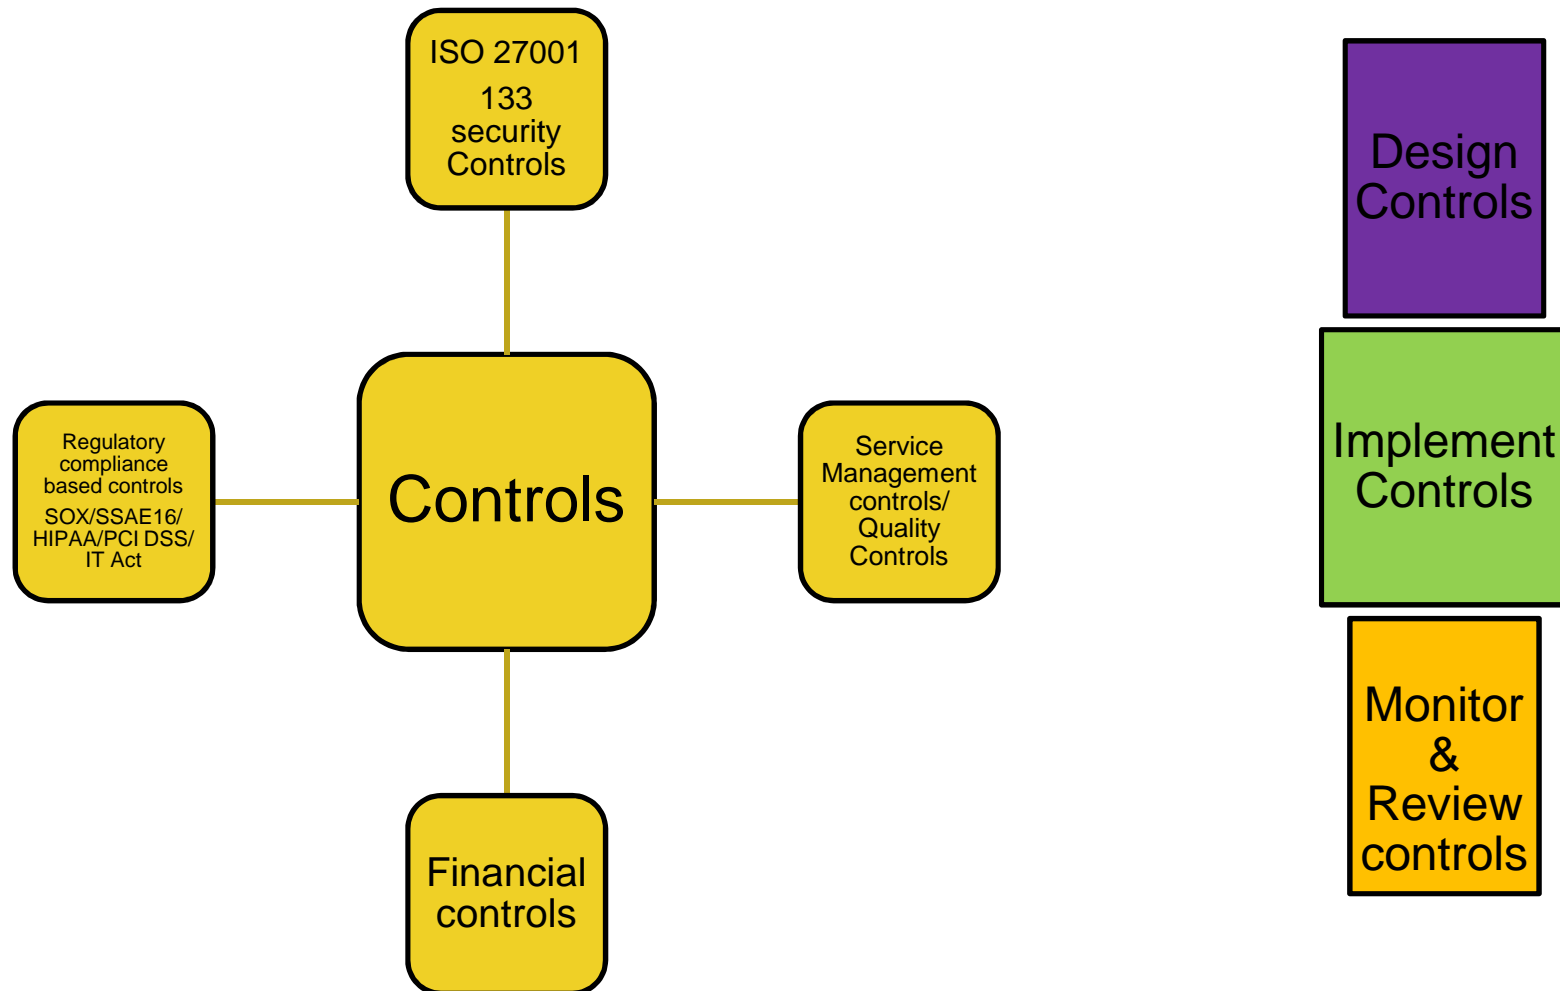 ISO 27001
133
security
Controls
Regulatory
compliance
based controls
SOX/SSAE16/
HIPAA/PCI DSS/
IT Act
Controls
Service
Management
controls/
Quality
Controls
Financial
controls
Design
Controls
Implement
Controls
Monitor
&
Review
controls